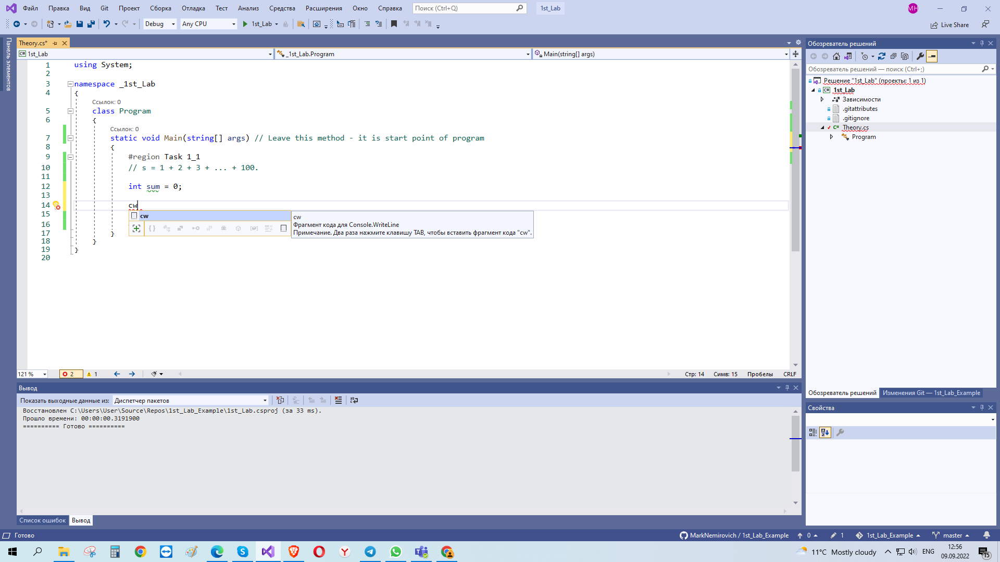 Файл Правка Вид Git Проект Сборка Отладка Тест Анализ Средства Расширения Окно Справка Поиск (Ctrl+Q) 1st_Lab MH
Debug Any CPU 1st_Lab Live Share
Панель элементов
Theory.cs*
1st_Lab _1st_Lab.Program Main(string[] args)
1 using System;
2
3 namespace _1st_Lab
4 {
Ссылок: 0
5 class Program
6 {
Ссылок: 0
7 static void Main(string[] args) // Leave this method - it is start point of program
8 {
9 #region Task 1_1
10 // s = 1 + 2 + 3 + ... + 100.
11
12 int sum = 0;
13
14 cw
15
16
17 }
18 }
19 }
20
cw
cw
Фрагмент кода для Console.WriteLine
Примечание. Два раза нажмите клавишу TAB, чтобы вставить фрагмент кода "cw".
121 % 2 1 Стр: 14 Симв: 15 Пробелы CRLF
Вывод
Показать выходные данные из: Диспетчер пакетов
Восстановлен C:\Users\User\Source\Repos\1st_Lab_Example\1st_Lab.csproj (за 33 ms).
Прошло времени: 00:00:00.3191900
========== Готово ==========
Список ошибок Вывод
Обозреватель решений
Обозреватель решений — поиск (Ctrl+;)
Решение "1st_Lab" (проекты: 1 из 1)
C# 1st_Lab
Зависимости
.gitattributes
.gitignore
C# Theory.cs
Program
Обозреватель решений Изменения Git — 1st_Lab_Example
Свойства
Готово MarkNemirovich / 1st_Lab_Example 0 1 1st_Lab_Example master
11°C Mostly cloudy ENG 12:56
09.09.2022 15